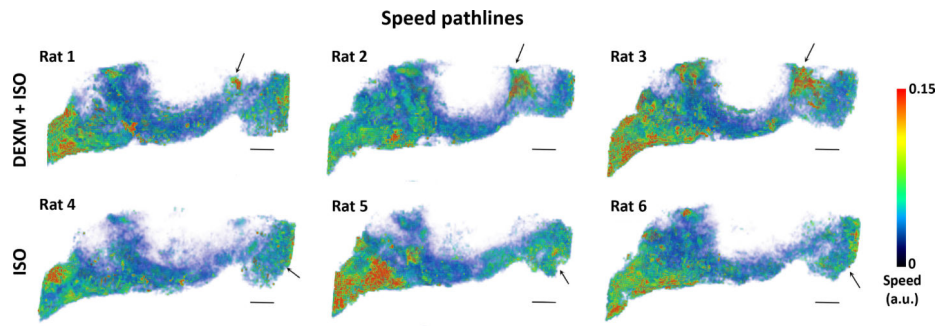 Speed pathlines
Rat 1
Rat 2
Rat 3
DEXM + ISO
0.15
Rat 4
Rat 5
Rat 6
ISO
0
Speed
(a.u.)